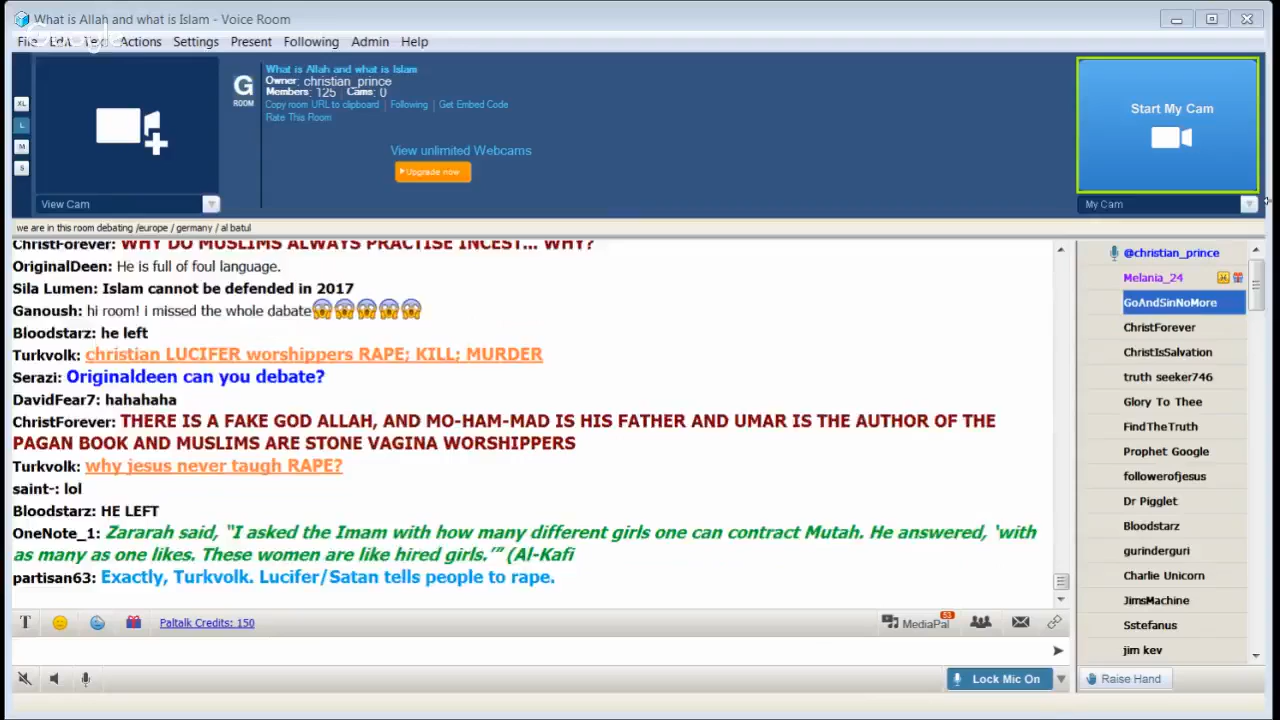 What is Allah and what is Islam - Voice Room
Google
File Edit Text Actions Settings Present Following Admin Help
XL
L
M
S
View Cam
G
ROOM
What is Allah and what is Islam
Owner: christian_prince
Members: 125 Cams: 0
Copy room URL to clipboard | Following | Get Embed Code
Rate This Room
View unlimited Webcams
Upgrade now
Start My Cam
My Cam
we are in this room debating /europe / germany / al batul
ChristForever: WHY DO MUSLIMS ALWAYS PRACTISE INCEST... WHY?
OriginalDeen: He is full of foul language.
Sila Lumen: Islam cannot be defended in 2017
Ganoush: hi room! i missed the whole dabate😱😱😱😱😱
Bloodstarz: he left
Turkvolk: christian LUCIFER worshippers RAPE; KILL; MURDER
Serazi: Originaldeen can you debate?
DavidFear7: hahahaha
ChristForever: THERE IS A FAKE GOD ALLAH, AND MO-HAM-MAD IS HIS FATHER AND UMAR IS THE AUTHOR OF THE
PAGAN BOOK AND MUSLIMS ARE STONE VAGINA WORSHIPPERS
Turkvolk: why jesus never taugh RAPE?
saint-: lol
Bloodstarz: HE LEFT
OneNote_1: Zararah said, “I asked the Imam with how many different girls one can contract Mutah. He answered, ‘with
as many as one likes. These women are like hired girls.’” (Al-Kafi
partisan63: Exactly, Turkvolk. Lucifer/Satan tells people to rape.
@christian_prince
Melania_24
GoAndSinNoMore
ChristForever
ChristIsSalvation
truth seeker746
Glory To Thee
FindTheTruth
Prophet Google
followerofjesus
Dr Pigglet
Bloodstarz
gurinderguri
Charlie Unicorn
JimsMachine
Sstefanus
jim kev
T
Paltalk Credits: 150
MediaPal 53
Lock Mic On
Raise Hand